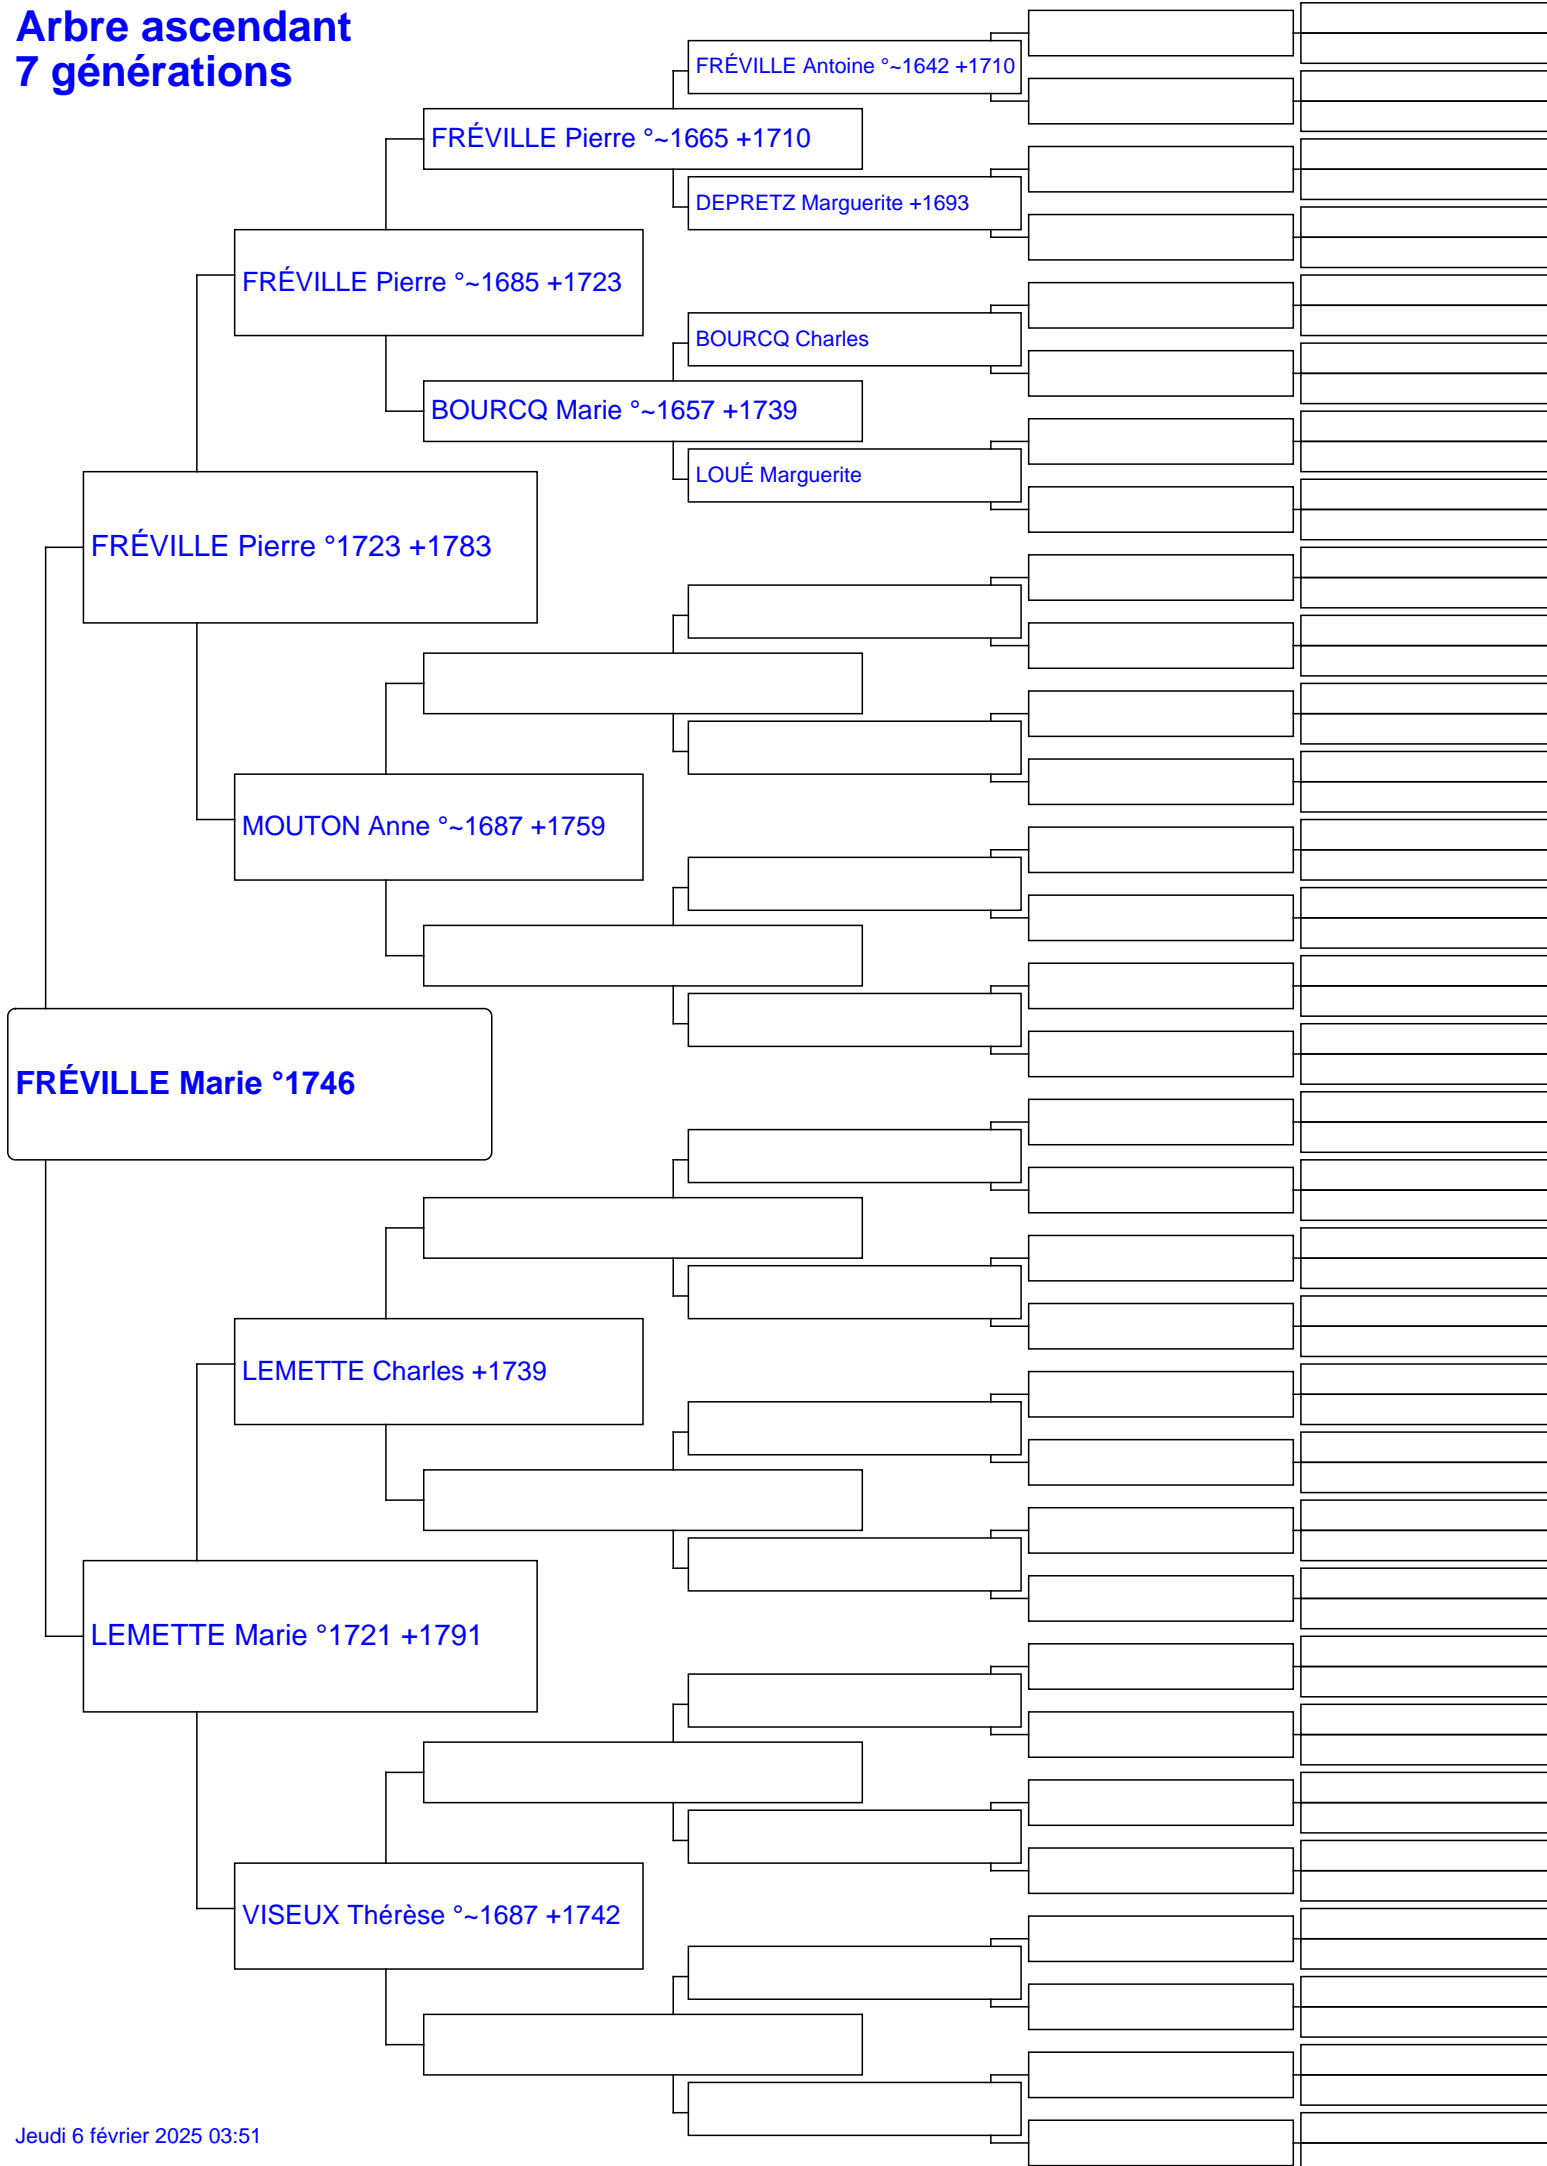 Arbre ascendant
7 générations
FRÉVILLE Antoine °~1642 +1710
FRÉVILLE Pierre °~1665 +1710
DEPRETZ Marguerite +1693
FRÉVILLE Pierre °~1685 +1723
BOURCQ Charles
BOURCQ Marie °~1657 +1739
LOUÉ Marguerite
FRÉVILLE Pierre °1723 +1783
MOUTON Anne °~1687 +1759
FRÉVILLE Marie °1746
LEMETTE Charles +1739
LEMETTE Marie °1721 +1791
VISEUX Thérèse °~1687 +1742
Jeudi 6 février 2025 03:51